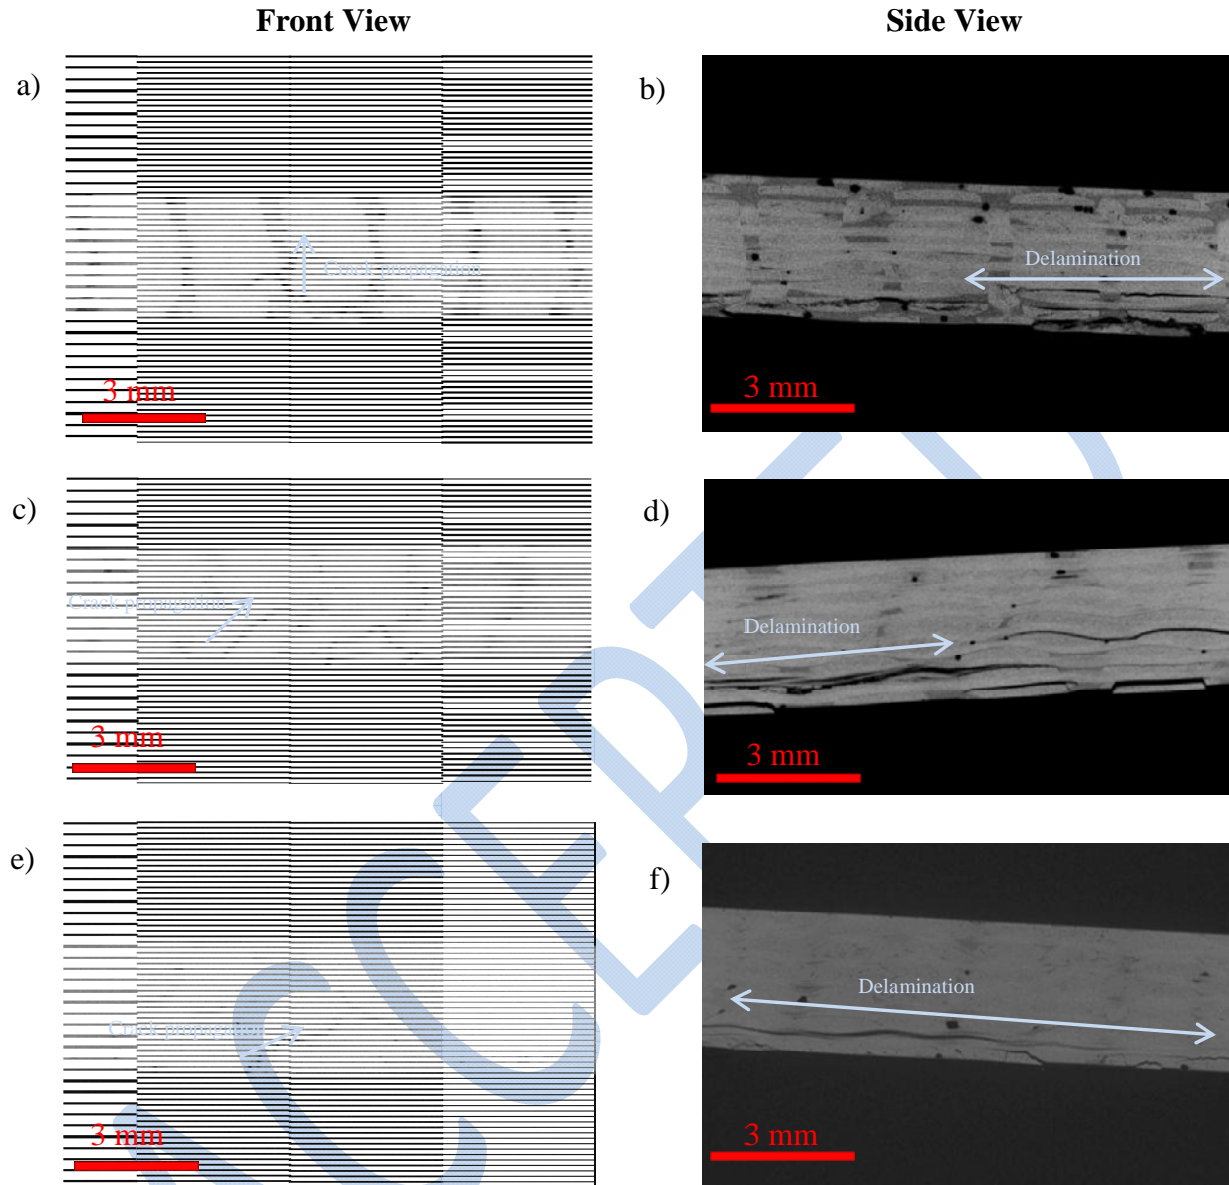 Front View
Side View
a)
b)
Crack propagation
Delamination
3 mm
3 mm
c)
d)
Crack propagation
Delamination
3 mm
3 mm
e)
f)
Crack propagation
Delamination
3 mm
3 mm